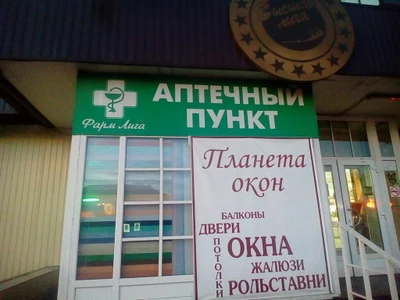 АПТЕЧНЫЙ
ПУНКТ
Фарм Лига
Планета
окон
БАЛКОНЫ
ДВЕРИ
ПОТОЛКИ
ОКНА
ЖАЛЮЗИ
РОЛЬСТАВНИ